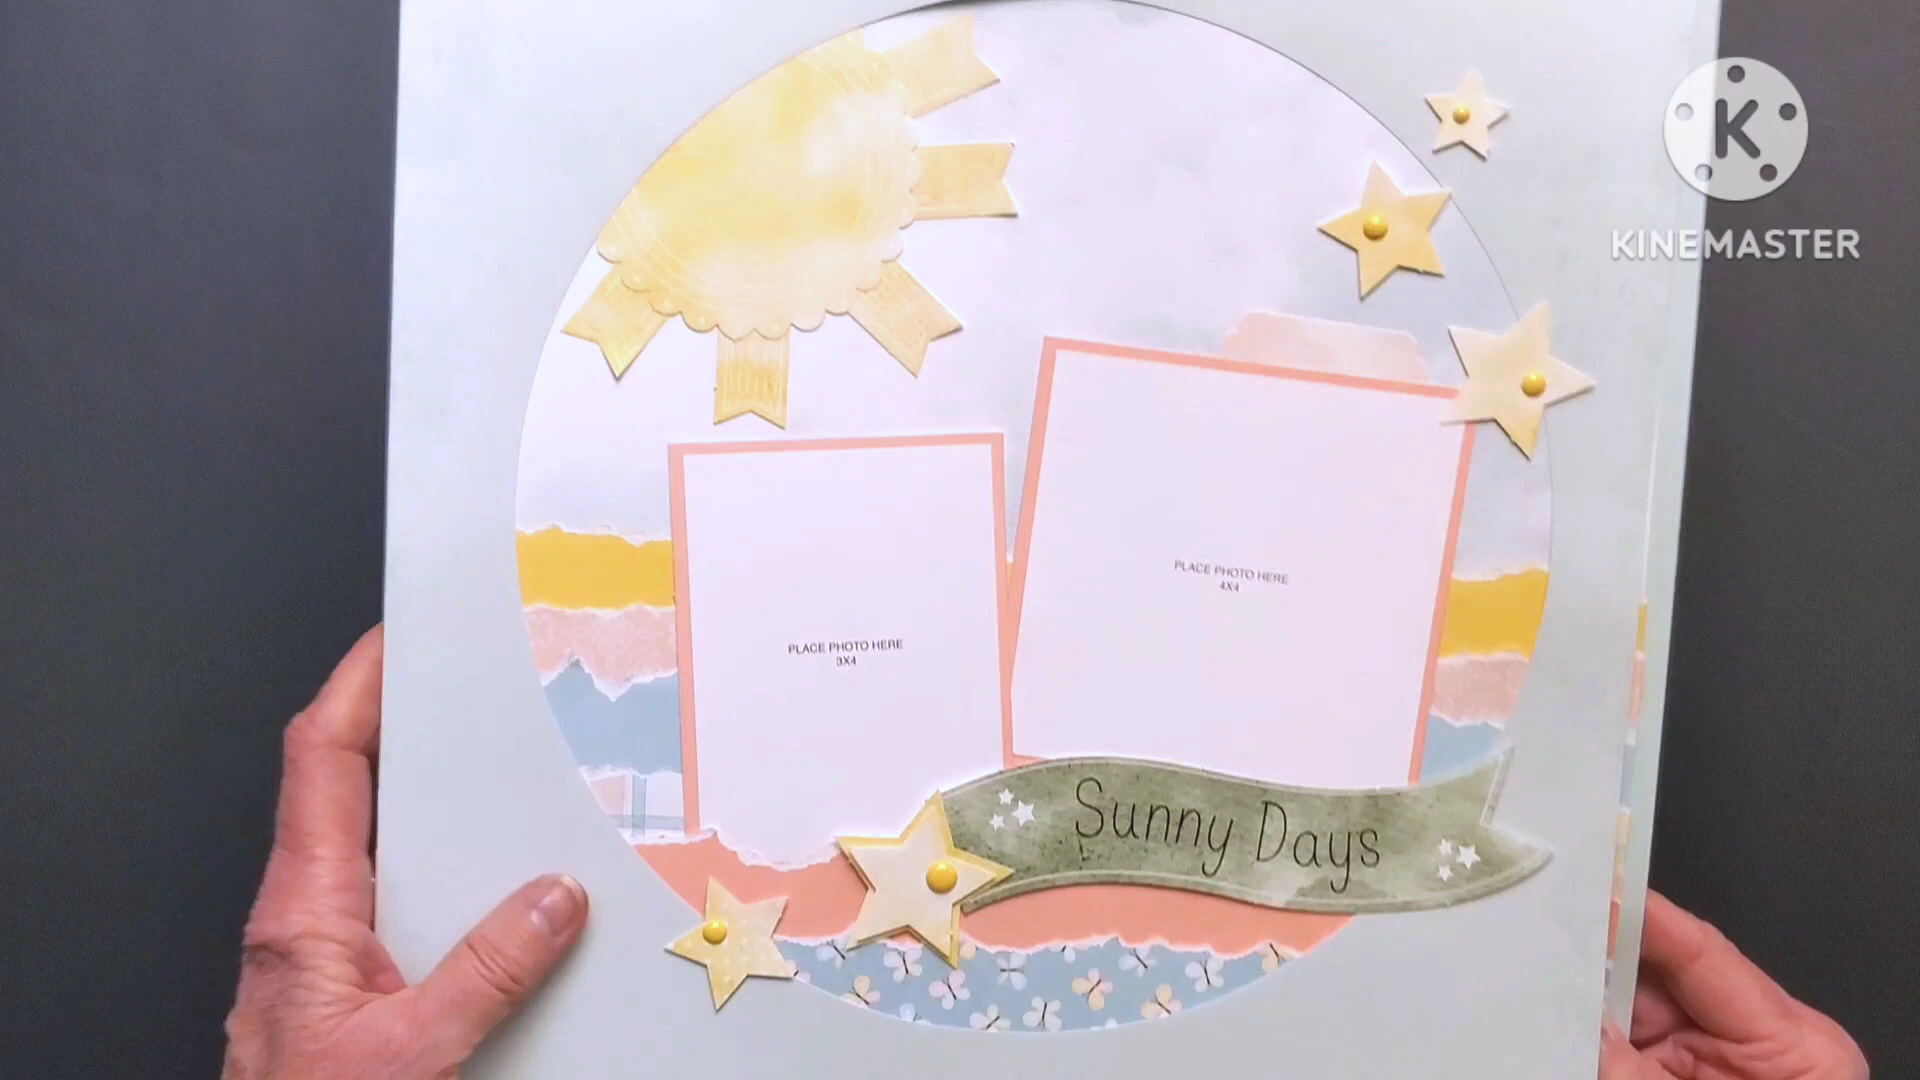 K
KINEMASTER
PLACE PHOTO HERE
4X4
PLACE PHOTO HERE
3X4
Sunny Days